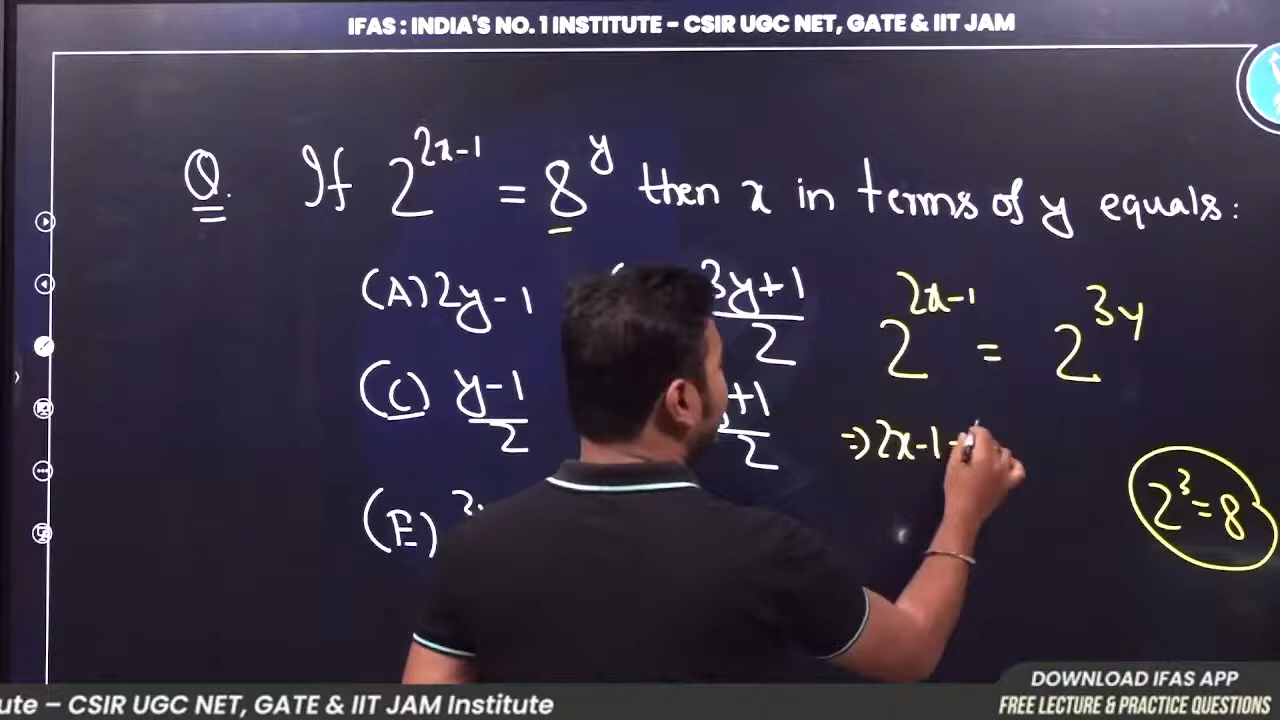 IFAS : INDIA'S NO. 1 INSTITUTE – CSIR UGC NET, GATE & IIT JAM
Q. If 2^{2x-1} = 8^y then x in terms of y equals:
(A) 2y-1
3y+1
2
(C) y-1
2
+1
2
(E)
2^{2x-1} = 2^{3y}
⇒ 2x-1
2^3 = 8
DOWNLOAD IFAS APP
FREE LECTURE & PRACTICE QUESTIONS
ute – CSIR UGC NET, GATE & IIT JAM Institute